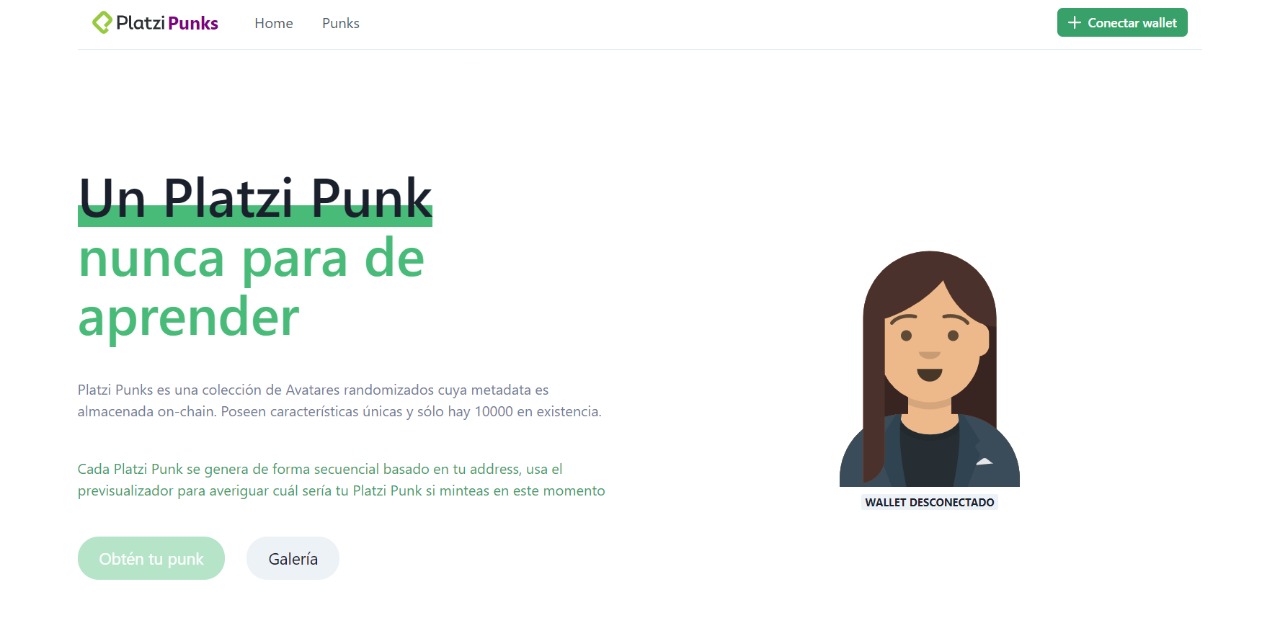 Platzi Punks
Home
Punks
Conectar wallet
Un Platzi Punk
nunca para de
aprender
Platzi Punks es una colección de Avatares randomizados cuya metadata es
almacenada on-chain. Poseen características únicas y sólo hay 10000 en existencia.
Cada Platzi Punk se genera de forma secuencial basado en tu address, usa el
previsualizador para averiguar cuál sería tu Platzi Punk si minteas en este momento
Obtén tu punk
Galería
WALLET DESCONECTADO